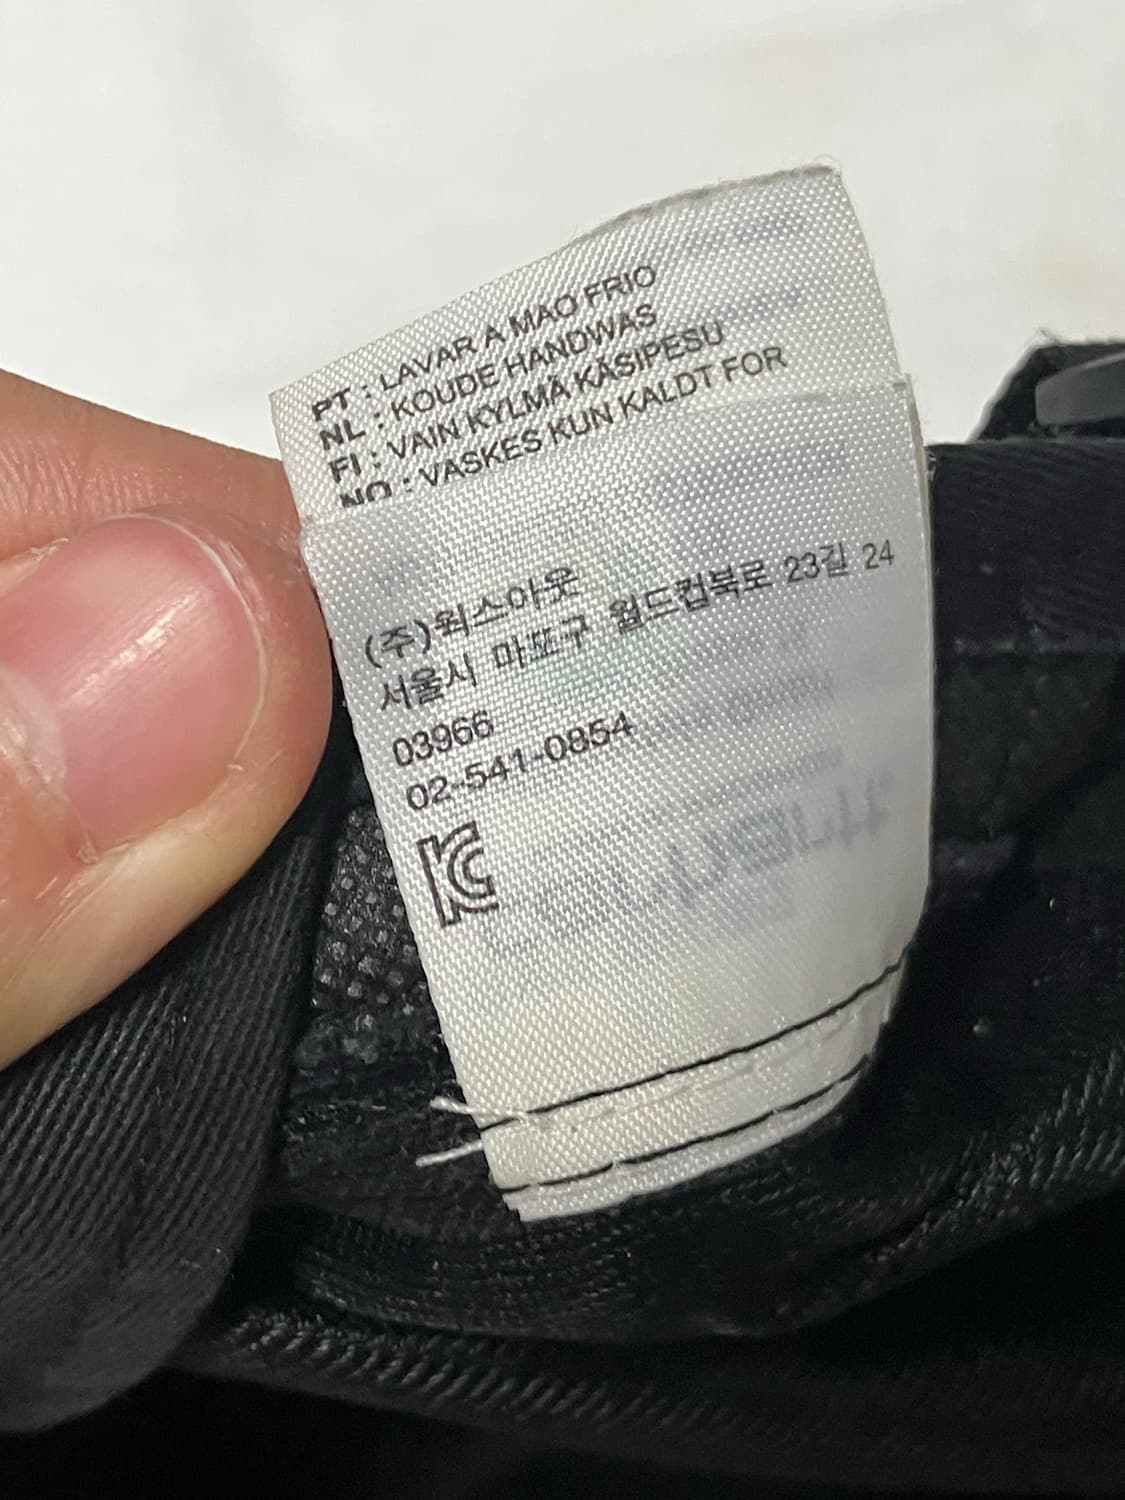 PT : LAVAR A MAO FRIO
NL : KOUDE HANDWAS
FI : VAIN KYLMÄ KÄSIPESU
NO : VASKES KUN KALDT FOR
(주)웍스아웃
서울시 마포구 월드컵북로 23길 24
03966
02-541-0854